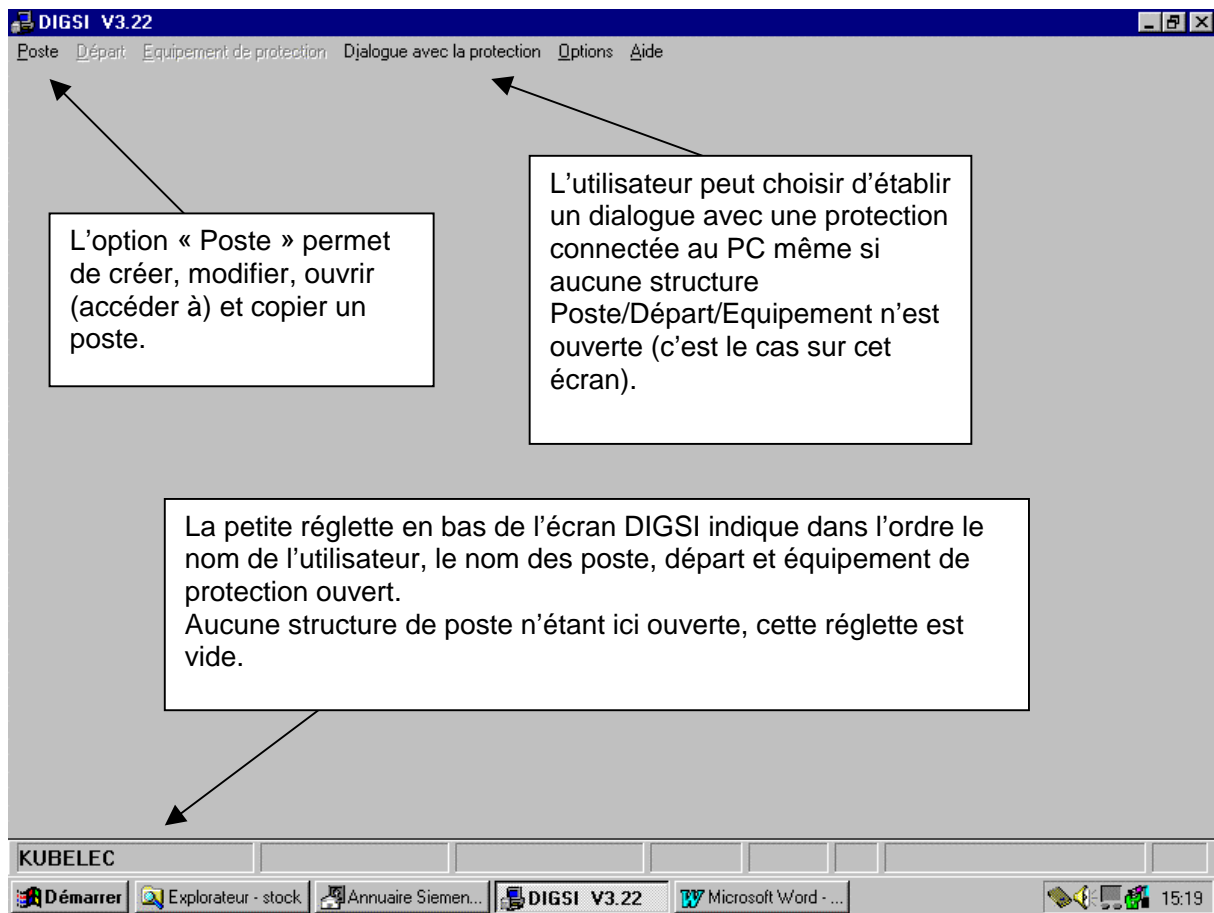 DIGSI V3.22
Poste Départ Equipement de protection Dialogue avec la protection Options Aide
L'utilisateur peut choisir d'établir
un dialogue avec une protection
connectée au PC même si
aucune structure
Poste/Départ/Equipement n'est
ouverte (c'est le cas sur cet
écran).
L'option « Poste » permet
de créer, modifier, ouvrir
(accéder à) et copier un
poste.
La petite réglette en bas de l'écran DIGSI indique dans l'ordre le
nom de l'utilisateur, le nom des poste, départ et équipement de
protection ouvert.
Aucune structure de poste n'étant ici ouverte, cette réglette est
vide.
KUBELEC
Démarrer Explorateur - stock Annuaire Siemen... DIGSI V3.22 Microsoft Word - ... 15:19